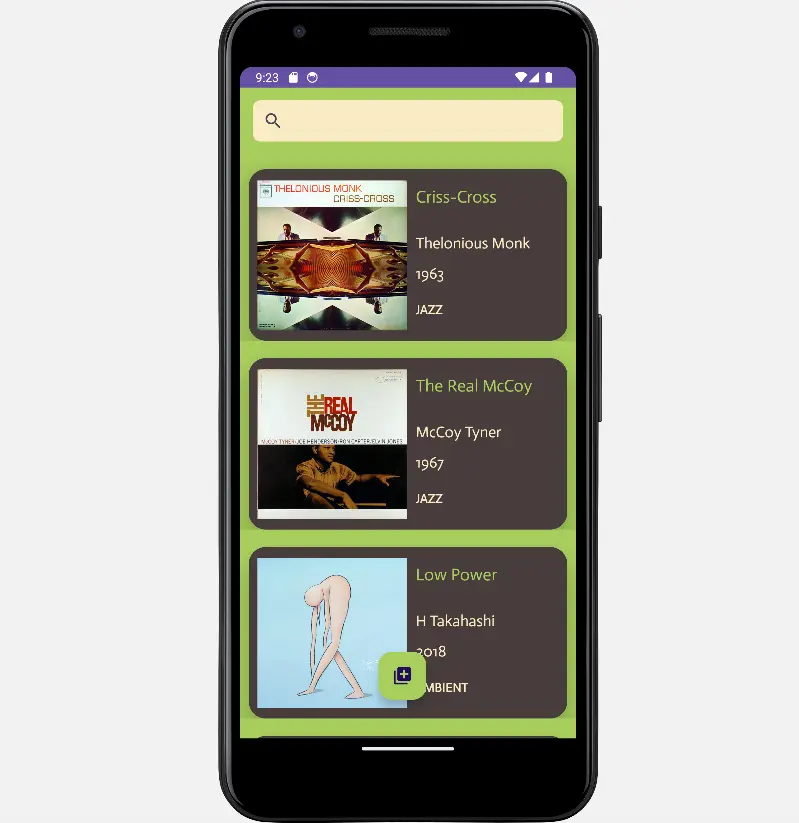 9:23
THELONIOUS MONK
CRISS-CROSS
Criss-Cross
Thelonious Monk
1963
JAZZ
THE REAL
McCOY
McCOY TYNER/JOE HENDERSON/RON CARTER/ELVIN JONES
The Real McCoy
McCoy Tyner
1967
JAZZ
Low Power
H Takahashi
2018
MBIENT